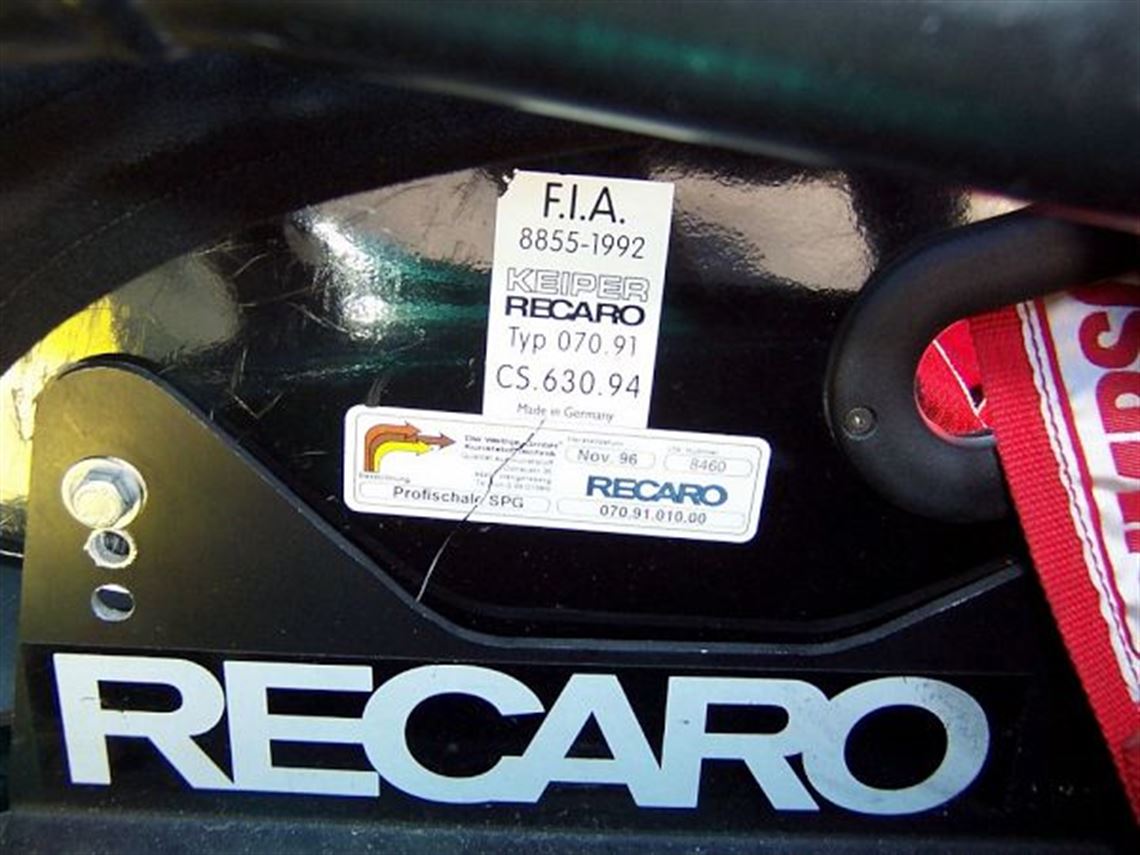 F.I.A.
8855-1992
KEIPER
RECARO
Typ 070.91
CS.630.94
Made in Germany
Kunststofftechnik
Nov. 96
8460
Profischale SPG
RECARO
070.91.010.00
RECARO